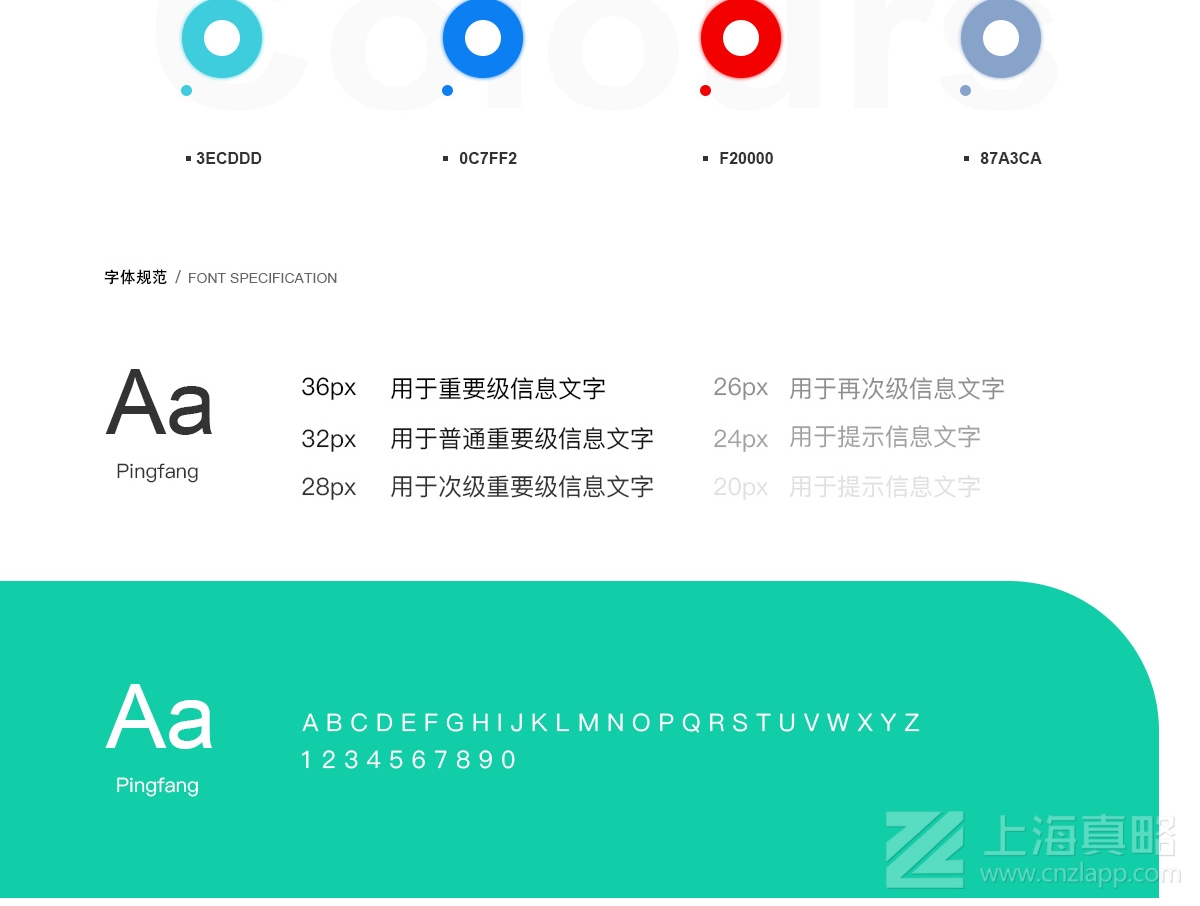 Colours
3ECDDD
0C7FF2
F20000
87A3CA
字体规范 / FONT SPECIFICATION
Aa
Pingfang
36px 用于重要级信息文字
32px 用于普通重要级信息文字
28px 用于次级重要级信息文字
26px 用于再次级信息文字
24px 用于提示信息文字
20px 用于提示信息文字
Aa
Pingfang
A B C D E F G H I J K L M N O P Q R S T U V W X Y Z
1 2 3 4 5 6 7 8 9 0
上海真略
www.cnzlapp.com